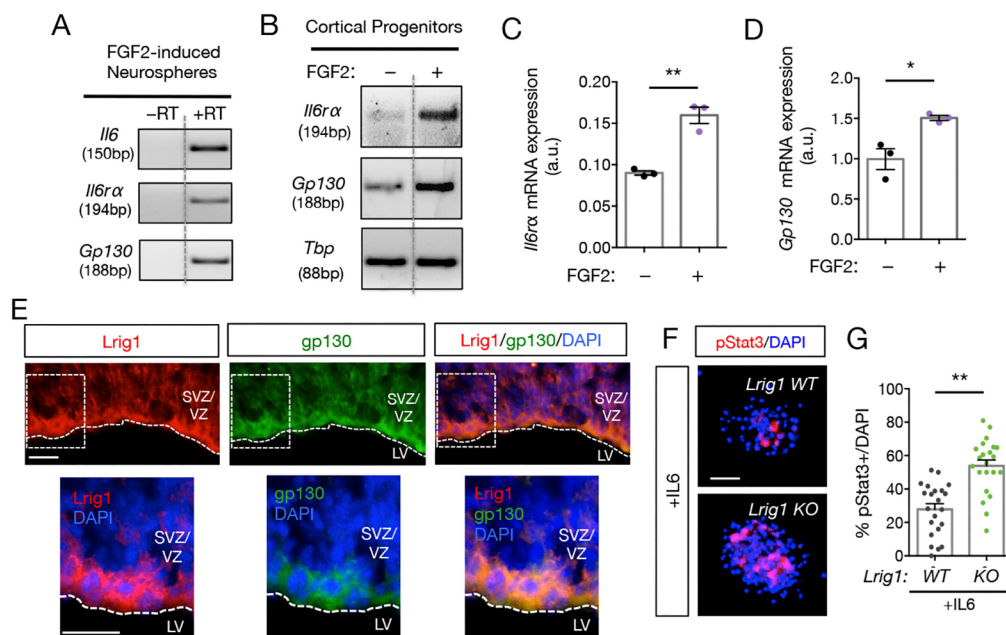 A
FGF2-induced
Neurospheres
–RT +RT
Il6
(150bp)
Il6rα
(194bp)
Gp130
(188bp)
B
Cortical Progenitors
FGF2: – +
Il6rα
(194bp)
Gp130
(188bp)
Tbp
(88bp)
C
Il6rα mRNA expression
(a.u.)
0.20
0.15
0.10
0.05
0.00
**
FGF2: – +
D
Gp130 mRNA expression
(a.u.)
2.0
1.5
1.0
0.5
0.0
*
FGF2: – +
E
Lrig1
gp130
Lrig1/gp130/DAPI
SVZ/
VZ
LV
SVZ/
VZ
LV
SVZ/
VZ
LV
Lrig1
DAPI
SVZ/
VZ
LV
gp130
DAPI
SVZ/
VZ
LV
Lrig1
gp130
DAPI
SVZ/
VZ
LV
F
pStat3/DAPI
+IL6
Lrig1 WT
Lrig1 KO
G
% pStat3+/DAPI
100
80
60
40
20
0
**
Lrig1: WT KO
+IL6